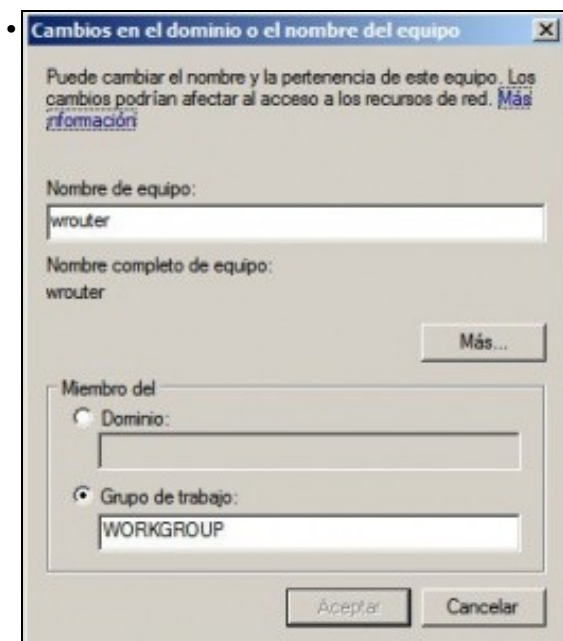 Cambios en el dominio o el nombre del equipo
Puede cambiar el nombre y la pertenencia de este equipo. Los
cambios podrían afectar al acceso a los recursos de red. Más
información
Nombre de equipo:
wrouter
Nombre completo de equipo:
wrouter
Más...
Miembro del
Dominio:
Grupo de trabajo:
WORKGROUP
Aceptar
Cancelar